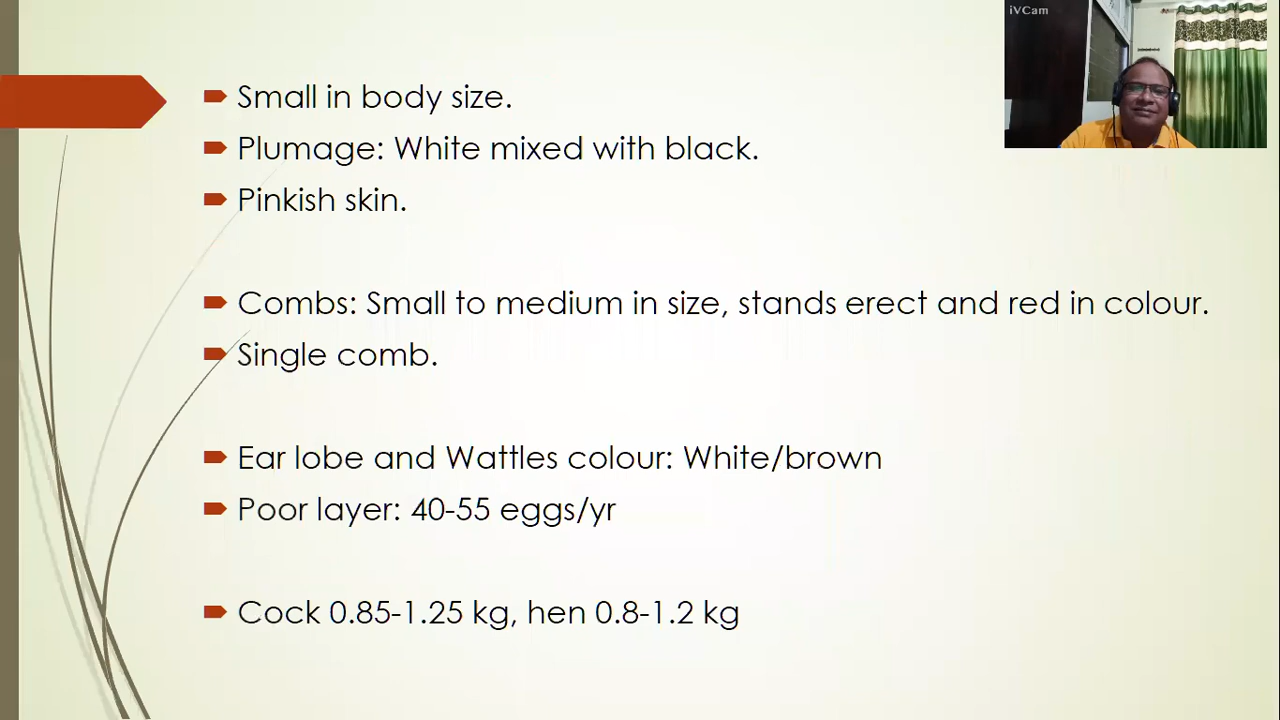 iVCam
Small in body size.
Plumage: White mixed with black.
Pinkish skin.
Combs: Small to medium in size, stands erect and red in colour.
Single comb.
Ear lobe and Wattles colour: White/brown
Poor layer: 40-55 eggs/yr
Cock 0.85-1.25 kg, hen 0.8-1.2 kg